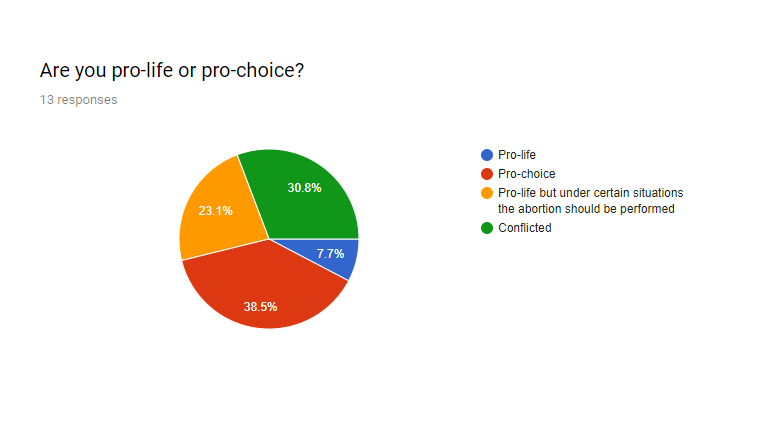 Are you pro-life or pro-choice?
13 responses
30.8%
23.1%
7.7%
38.5%
Pro-life
Pro-choice
Pro-life but under certain situations
the abortion should be performed
Conflicted